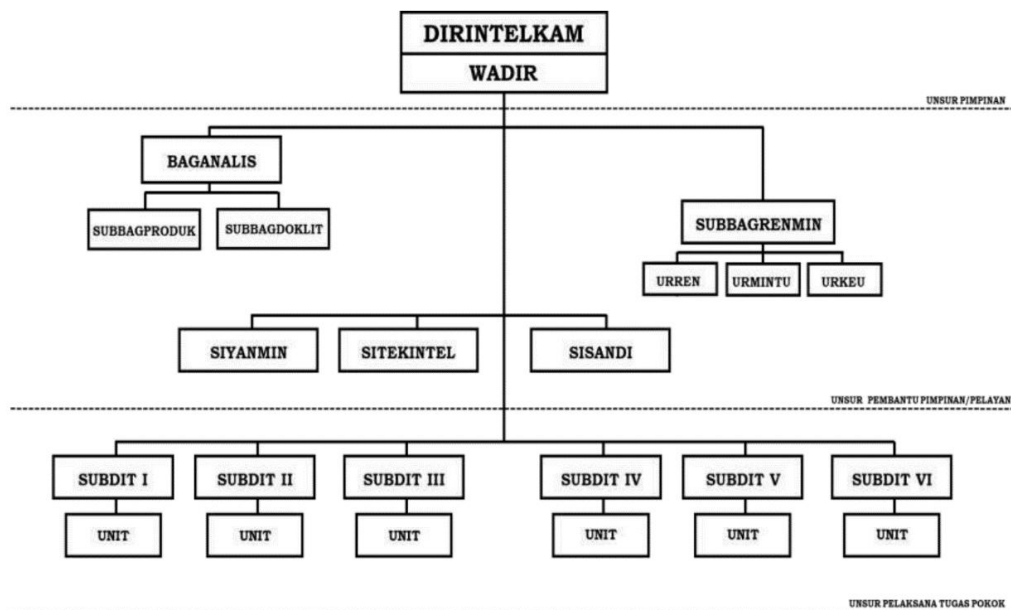 DIRINTELKAM
WADIR
UNSUR PIMPINAN
BAGANALIS
SUBBAGPRODUK
SUBBAGDOKLIT
SUBBAGRENMIN
URREN
URMINTU
URKEU
SIYANMIN
SITEKINTEL
SISANDI
UNSUR PEMBANTU PIMPINAN/PELAYAN
SUBDIT I
SUBDIT II
SUBDIT III
SUBDIT IV
SUBDIT V
SUBDIT VI
UNIT
UNIT
UNIT
UNIT
UNIT
UNIT
UNSUR PELAKSANA TUGAS POKOK